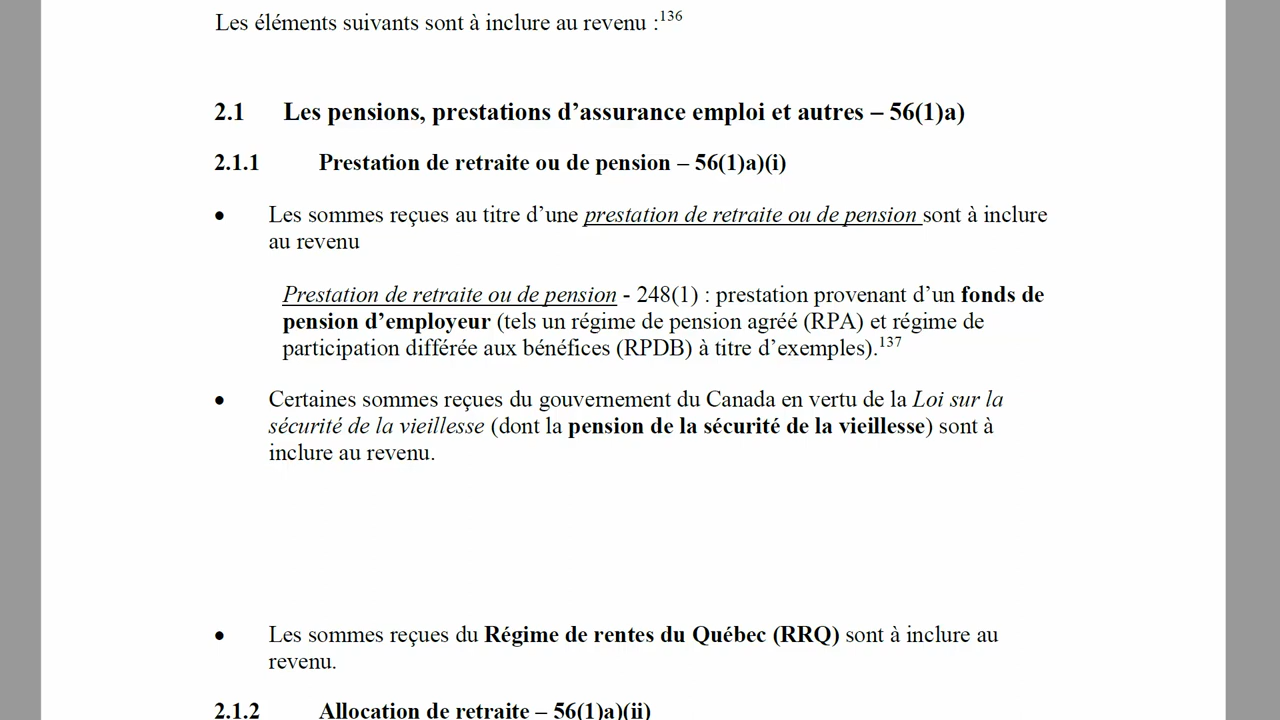 Les éléments suivants sont à inclure au revenu :136
2.1 Les pensions, prestations d’assurance emploi et autres – 56(1)a)
2.1.1 Prestation de retraite ou de pension – 56(1)a)(i)
• Les sommes reçues au titre d’une prestation de retraite ou de pension sont à inclure
au revenu
Prestation de retraite ou de pension - 248(1) : prestation provenant d’un fonds de
pension d’employeur (tels un régime de pension agréé (RPA) et régime de
participation différée aux bénéfices (RPDB) à titre d’exemples).137
• Certaines sommes reçues du gouvernement du Canada en vertu de la Loi sur la
sécurité de la vieillesse (dont la pension de la sécurité de la vieillesse) sont à
inclure au revenu.
• Les sommes reçues du Régime de rentes du Québec (RRQ) sont à inclure au
revenu.
2.1.2 Allocation de retraite – 56(1)a)(ii)